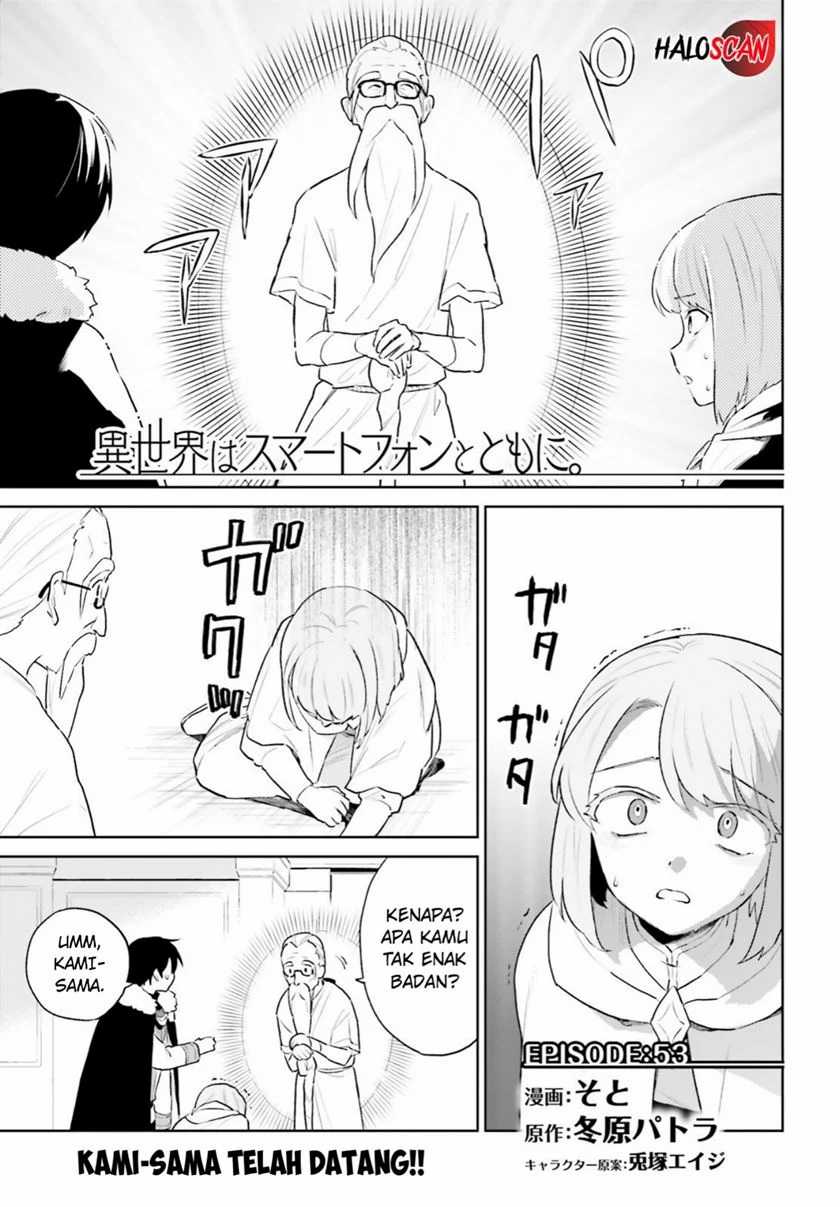 HALOSCAN
パアァ
異世界はスマートフォンとともに。
ガタ
ガタ
ガクッ
KENAPA?
APA KAMU
TAK ENAK
BADAN?
UMM,
KAMI-
SAMA.
EPISODE:53
漫画:そと
原作:冬原パトラ
キャラクター原案:兎塚エイジ
KAMI-SAMA TELAH DATANG!!